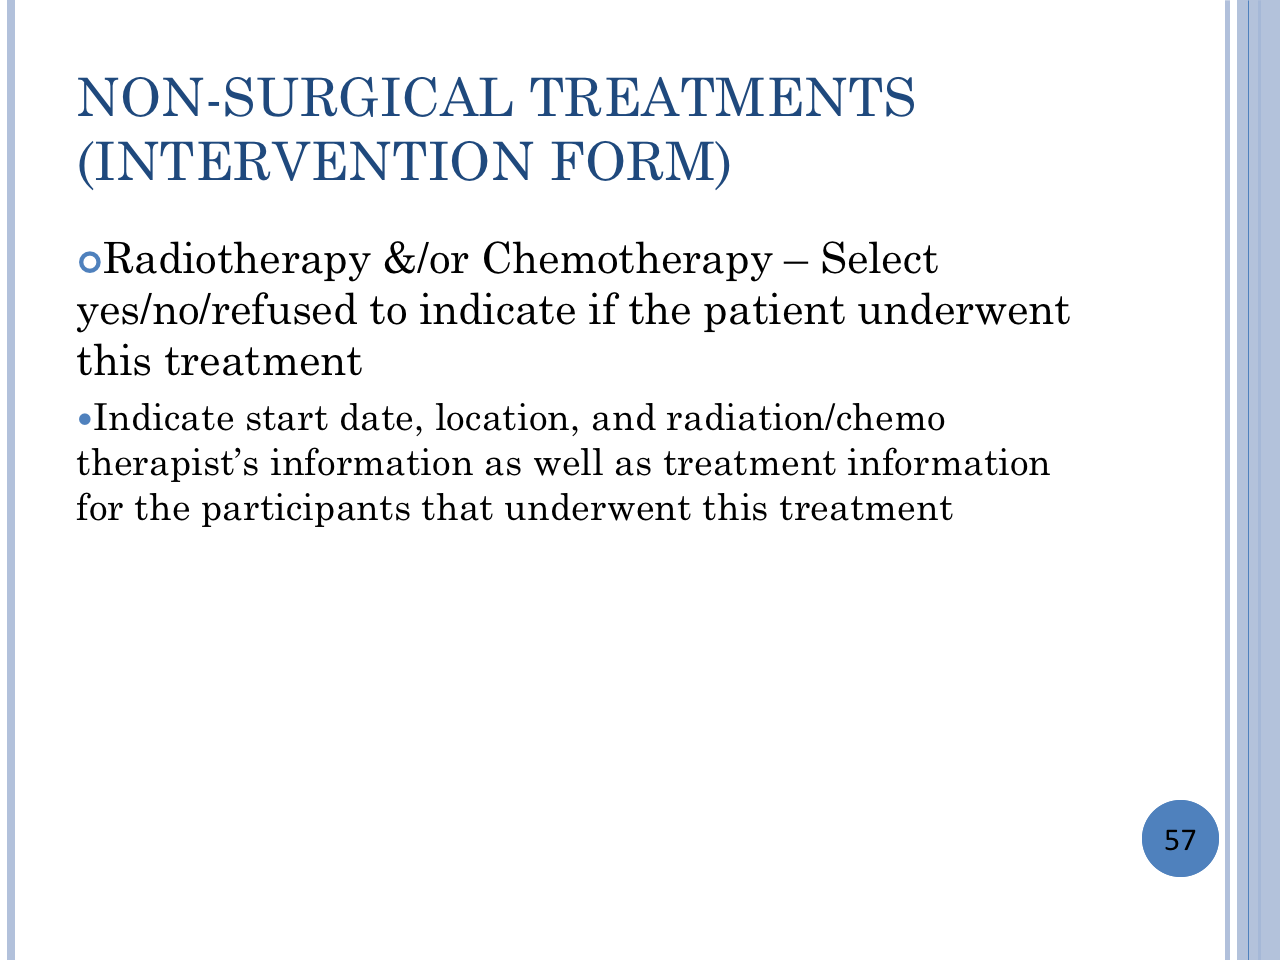 NON-SURGICAL TREATMENTS
(INTERVENTION FORM)
Radiotherapy &/or Chemotherapy – Select
yes/no/refused to indicate if the patient underwent
this treatment
•Indicate start date, location, and radiation/chemo
therapist’s information as well as treatment information
for the participants that underwent this treatment
57